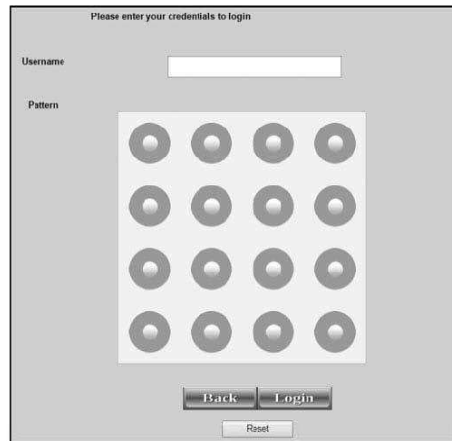 Please enter your credentials to login
Username
Pattern
Back Login
Reset